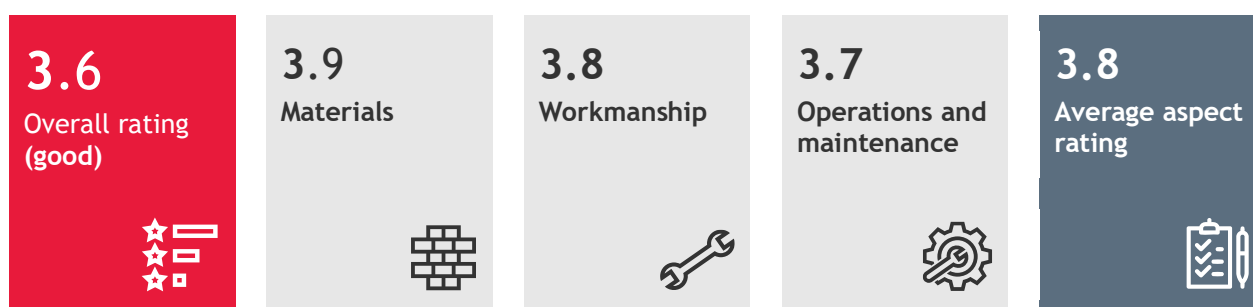 3.6
Overall rating
(good)
3.9
Materials
3.8
Workmanship
3.7
Operations and
maintenance
3.8
Average aspect
rating